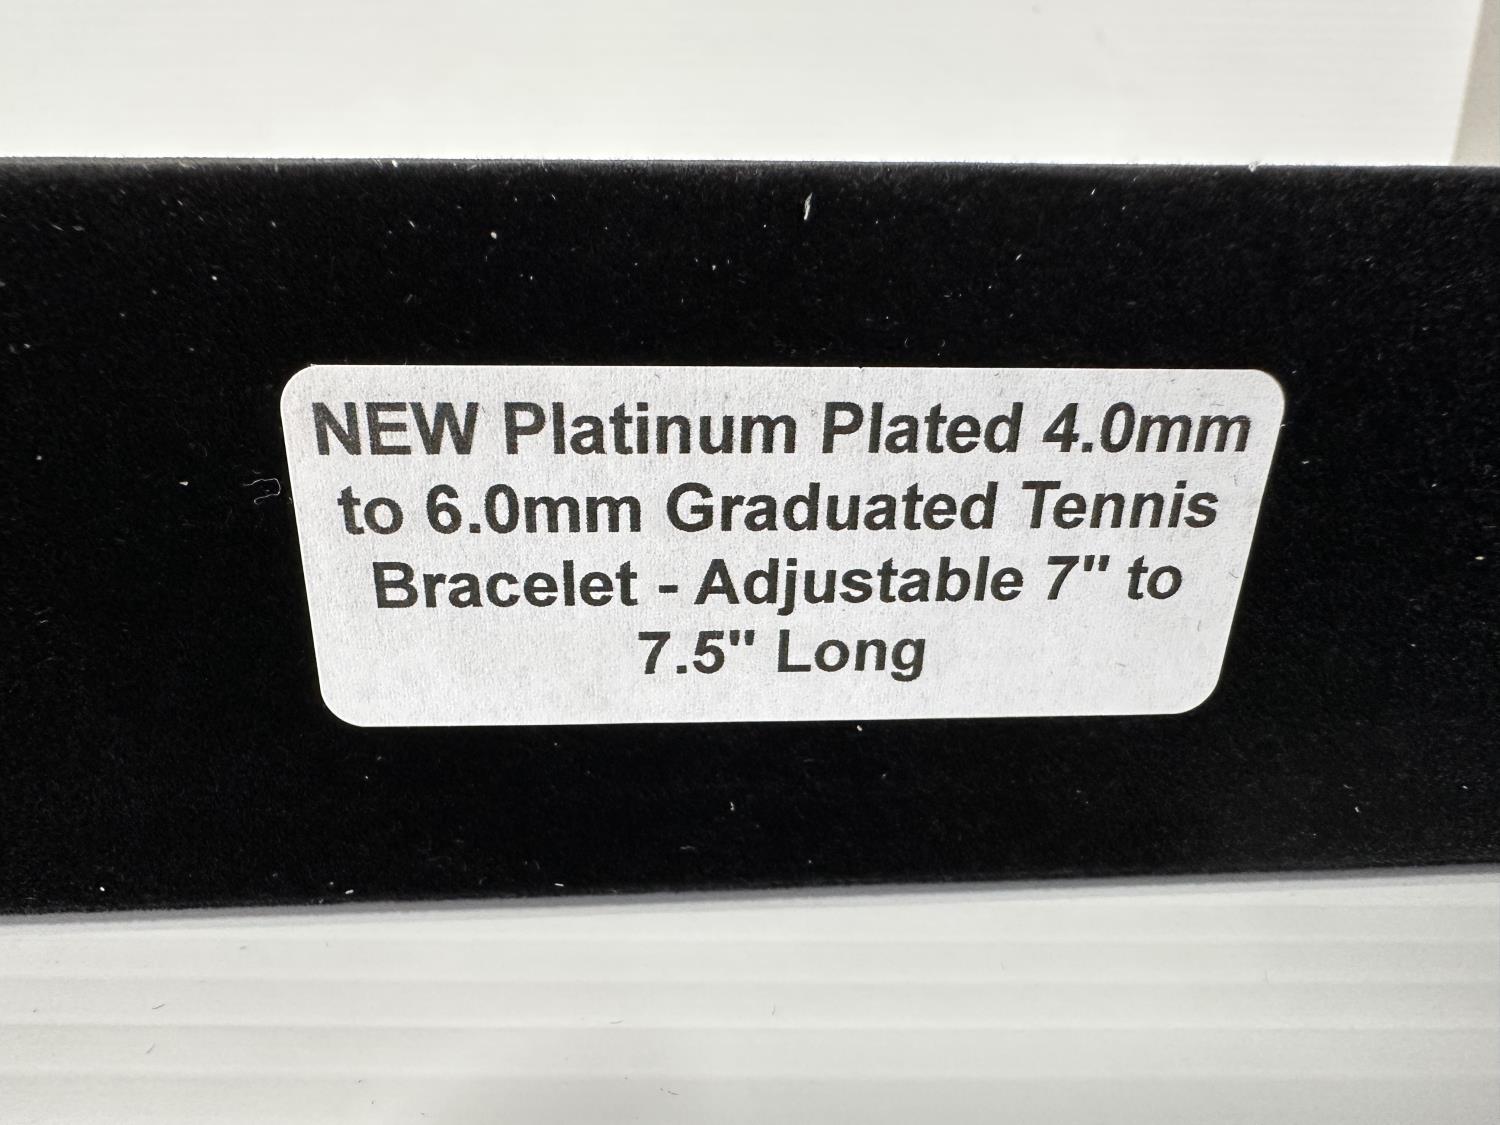 NEW Platinum Plated 4.0mm
to 6.0mm Graduated Tennis
Bracelet - Adjustable 7" to
7.5" Long